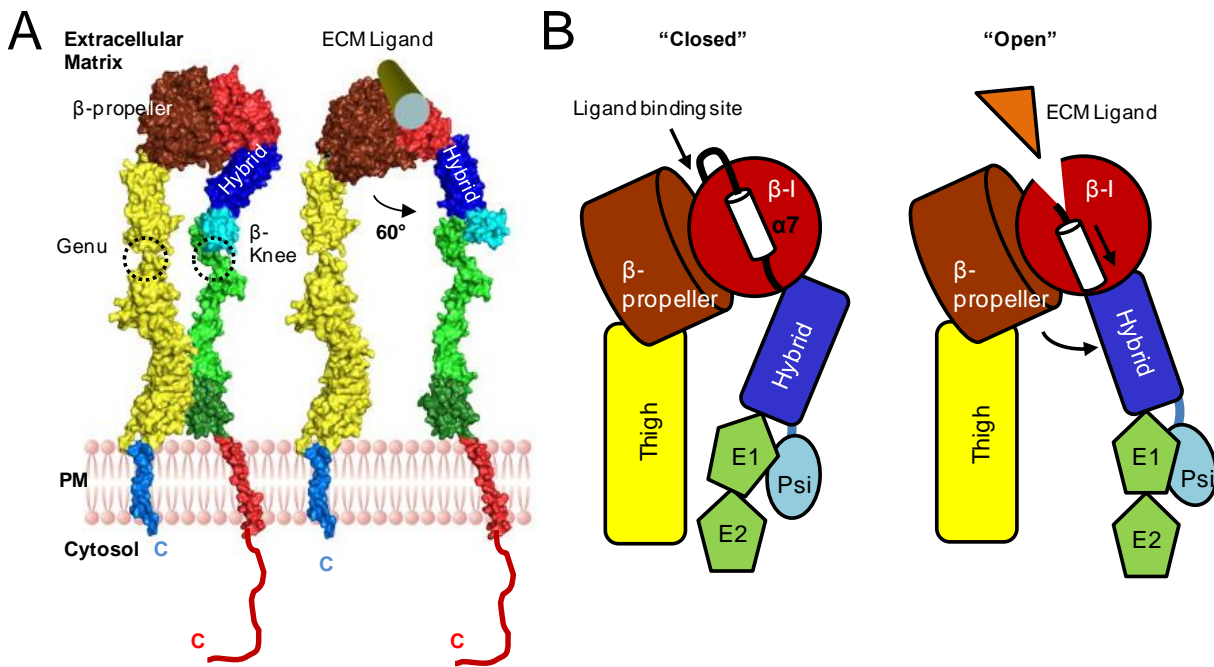 A
Extracellular
Matrix
ECM Ligand
β-propeller
Hybrid
Hybrid
60°
Genu
β-
Knee
PM
Cytosol
C
C
C
C
B
“Closed”
“Open”
Ligand binding site
ECM Ligand
β-I
α7
β-
propeller
Hybrid
Thigh
E1
Psi
E2
β-I
β-
propeller
Hybrid
Thigh
E1
Psi
E2